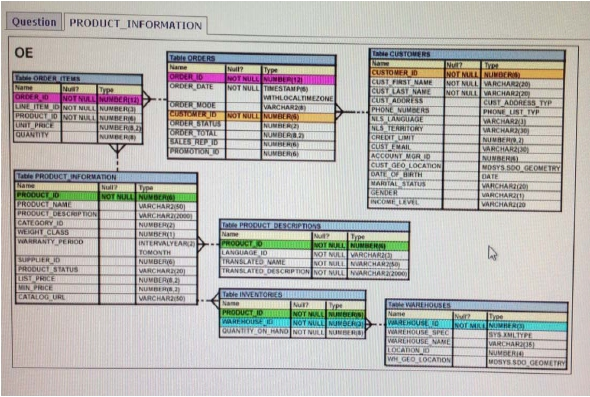 Question PRODUCT_INFORMATION
OE
Table ORDER_ITEMS
Name Null? Type
ORDER_ID NOT NULL NUMBER(12)
LINE_ITEM_ID NOT NULL NUMBER(3)
PRODUCT_ID NOT NULL NUMBER(6)
UNIT_PRICE NUMBER(8,2)
QUANTITY NUMBER(8)
Table ORDERS
Name Null? Type
ORDER_ID NOT NULL NUMBER(12)
ORDER_DATE NOT NULL TIMESTAMP(6)
WITHLOCALTIMEZONE
ORDER_MODE VARCHAR2(8)
CUSTOMER_ID NOT NULL NUMBER(6)
ORDER_STATUS NUMBER(2)
ORDER_TOTAL NUMBER(8,2)
SALES_REP_ID NUMBER(6)
PROMOTION_ID NUMBER(6)
Table CUSTOMERS
Name Null? Type
CUSTOMER_ID NOT NULL NUMBER(6)
CUST_FIRST_NAME NOT NULL VARCHAR2(20)
CUST_LAST_NAME NOT NULL VARCHAR2(20)
CUST_ADDRESS CUST_ADDRESS_TYP
PHONE_NUMBERS PHONE_LIST_TYP
NLS_LANGUAGE VARCHAR2(3)
NLS_TERRITORY VARCHAR2(30)
CREDIT_LIMIT NUMBER(9,2)
CUST_EMAIL VARCHAR2(30)
ACCOUNT_MGR_ID NUMBER(6)
CUST_GEO_LOCATION MDSYS.SDO_GEOMETRY
DATE_OF_BIRTH DATE
MARITAL_STATUS VARCHAR2(20)
GENDER VARCHAR2(1)
INCOME_LEVEL VARCHAR2(20
Table PRODUCT_INFORMATION
Name Null? Type
PRODUCT_ID NOT NULL NUMBER(6)
PRODUCT_NAME VARCHAR2(50)
PRODUCT_DESCRIPTION VARCHAR2(2000)
CATEGORY_ID NUMBER(2)
WEIGHT_CLASS NUMBER(1)
WARRANTY_PERIOD INTERVALYEAR(2)
TOMONTH
SUPPLIER_ID NUMBER(6)
PRODUCT_STATUS VARCHAR2(20)
LIST_PRICE NUMBER(8,2)
MIN_PRICE NUMBER(8,2)
CATALOG_URL VARCHAR2(50)
Table PRODUCT_DESCRIPTIONS
Name Null? Type
PRODUCT_ID NOT NULL NUMBER(6)
LANGUAGE_ID NOT NULL VARCHAR2(3)
TRANSLATED_NAME NOT NULL NVARCHAR2(50)
TRANSLATED_DESCRIPTION NOT NULL NVARCHAR2(2000)
Table INVENTORIES
Name Null? Type
PRODUCT_ID NOT NULL NUMBER(6)
WAREHOUSE_ID NOT NULL NUMBER(3)
QUANTITY_ON_HAND NOT NULL NUMBER(8)
Table WAREHOUSES
Name Null? Type
WAREHOUSE_ID NOT NULL NUMBER(3)
WAREHOUSE_SPEC SYS.XMLTYPE
WAREHOUSE_NAME VARCHAR2(35)
LOCATION_ID NUMBER(4)
WH_GEO_LOCATION MDSYS.SDO_GEOMETRY